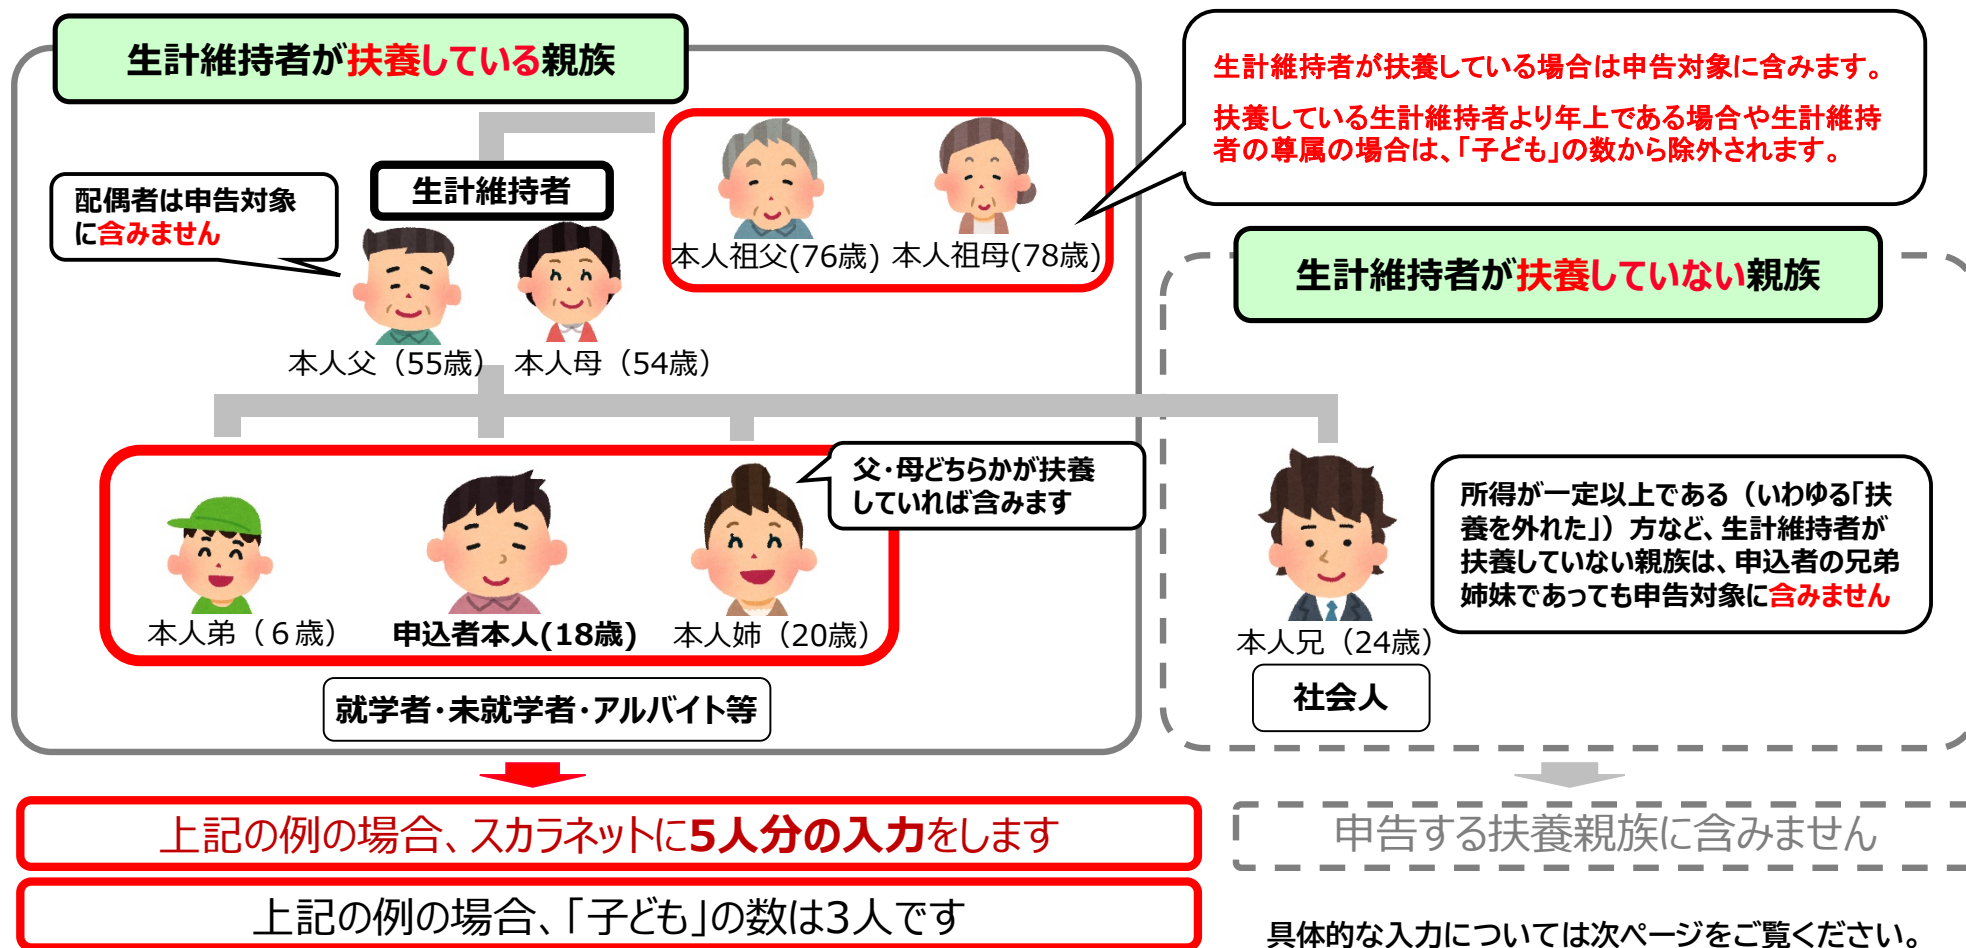 生計維持者が扶養している親族
生計維持者が扶養している場合は申告対象に含みます。
扶養している生計維持者より年上である場合や生計維持
者の尊属の場合は、「子ども」の数から除外されます。
配偶者は申告対象
に含みません
生計維持者
本人祖父(76歳)
本人祖母(78歳)
本人父（55歳）
本人母（54歳）
生計維持者が扶養していない親族
父・母どちらかが扶養
していれば含みます
本人弟（６歳）
申込者本人(18歳)
本人姉（20歳）
就学者・未就学者・アルバイト等
本人兄（24歳）
社会人
所得が一定以上である（いわゆる「扶
養を外れた」）方など、生計維持者が
扶養していない親族は、申込者の兄弟
姉妹であっても申告対象に含みません
上記の例の場合、スカラネットに5人分の入力をします
上記の例の場合、「子ども」の数は3人です
申告する扶養親族に含みません
具体的な入力については次ページをご覧ください。